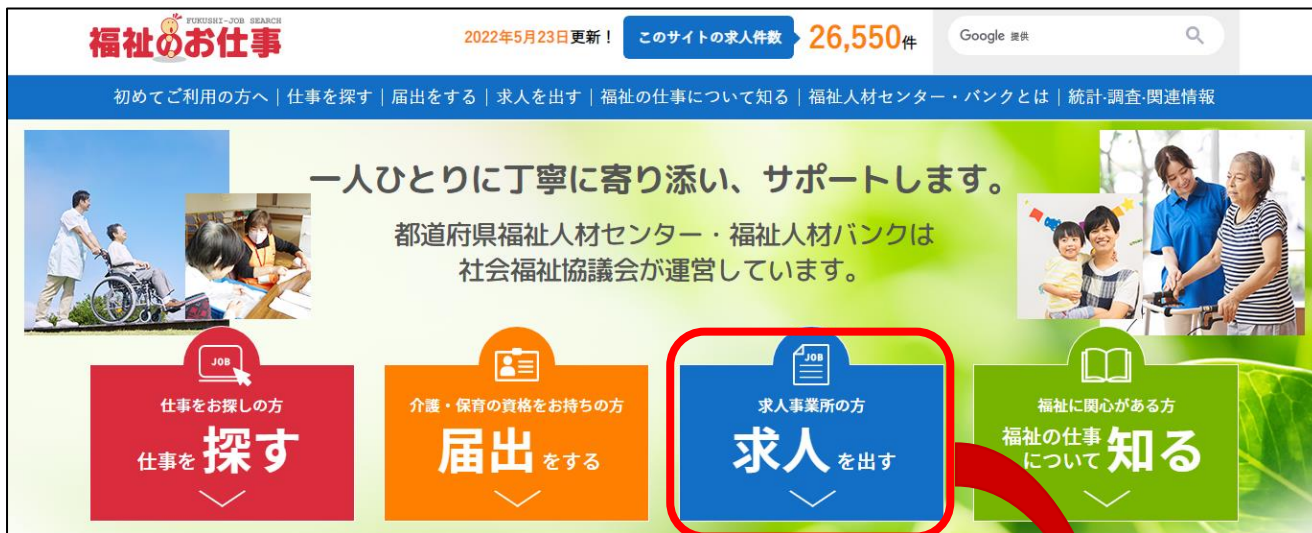 FUKUSHI-JOB SEARCH
福祉のお仕事
2022年5月23日更新！
このサイトの求人件数
26,550件
Google 提供
初めてご利用の方へ｜仕事を探す｜届出をする｜求人を出す｜福祉の仕事について知る｜福祉人材センター・バンクとは｜統計·調査·関連情報
一人ひとりに丁寧に寄り添い、サポートします。
都道府県福祉人材センター・福祉人材バンクは
社会福祉協議会が運営しています。
JOB
仕事をお探しの方
仕事を探す
介護・保育の資格をお持ちの方
届出をする
JOB
求人事業所の方
求人を出す
福祉に関心がある方
福祉の仕事
について知る